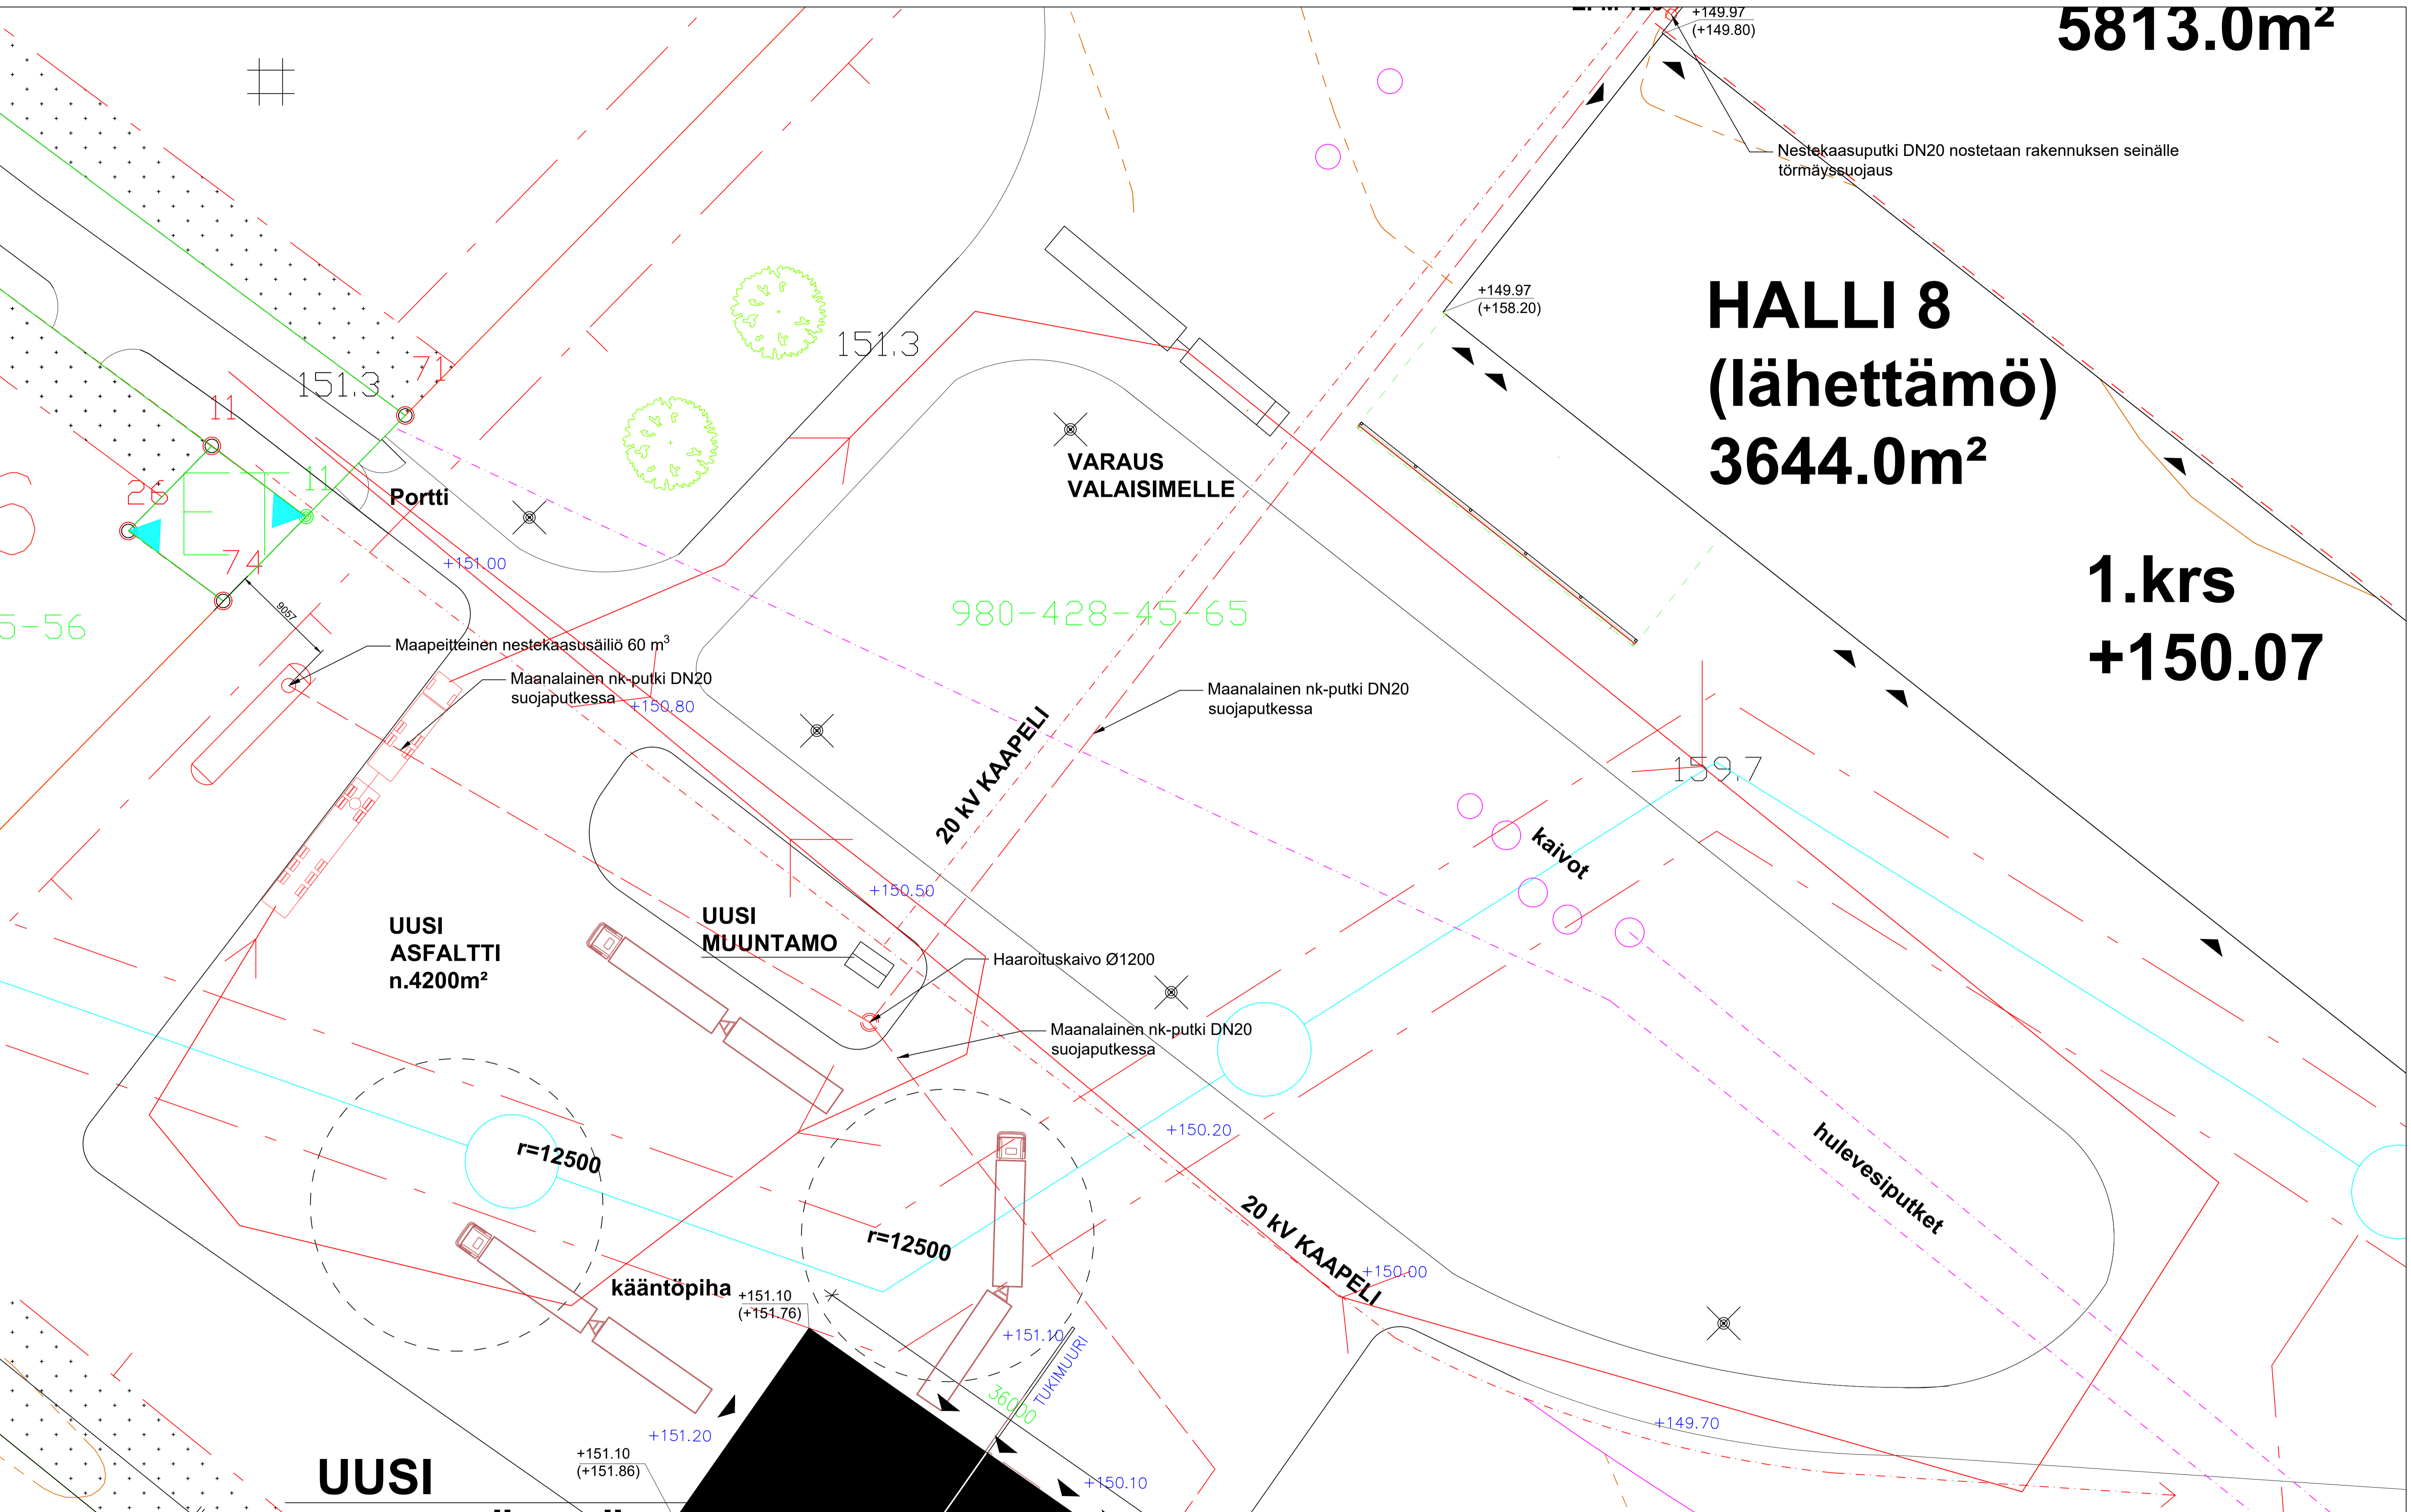 +149.97
(+149.80)
5813.0m²
Nestekaasuputki DN20 nostetaan rakennuksen seinälle
törmäyssuojaus
+149.97
(+158.20)
HALLI 8
(lähettämö)
3644.0m²
1.krs
+150.07
151.3
151.3
71
11
11
26
ET
74
Portti
VARAUS
VALAISIMELLE
+151.00
9057
5-56
980-428-45-65
Maapeitteinen nestekaasusäiliö 60 m³
Maanalainen nk-putki DN20
suojaputkessa
+150.80
Maanalainen nk-putki DN20
suojaputkessa
20 kV KAAPELI
159.7
kaivot
+150.50
UUSI
ASFALTTI
n.4200m²
UUSI
MUUNTAMO
Haaroituskaivo Ø1200
Maanalainen nk-putki DN20
suojaputkessa
+150.20
r=12500
r=12500
hulevesiputket
20 kV KAAPELI
+150.00
kääntöpiha
+151.10
(+151.76)
+151.10
TUKIMUURI
36000
+149.70
+151.20
+151.10
(+151.86)
+150.10
UUSI